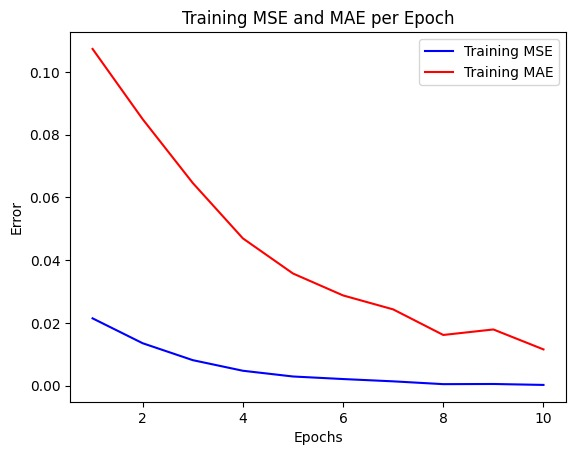 Training MSE and MAE per Epoch
Training MSE
Training MAE
0.10
0.08
0.06
0.04
0.02
0.00
Error
2
4
6
8
10
Epochs